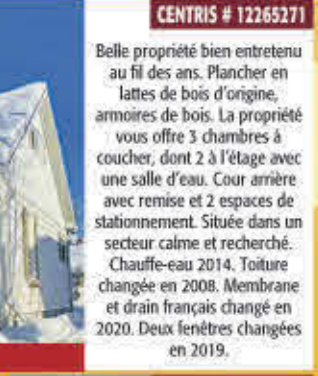 CENTRIS # 12265271
Belle propriété bien entretenu
au fil des ans. Plancher en
lattes de bois d'origine,
armoires de bois. La propriété
vous offre 3 chambres à
coucher, dont 2 à l'étage avec
une salle d'eau. Cour arrière
avec remise et 2 espaces de
stationnement. Située dans un
secteur calme et recherché.
Chauffe-eau 2014. Toiture
changée en 2008. Membrane
et drain français changé en
2020. Deux fenêtres changées
en 2019.